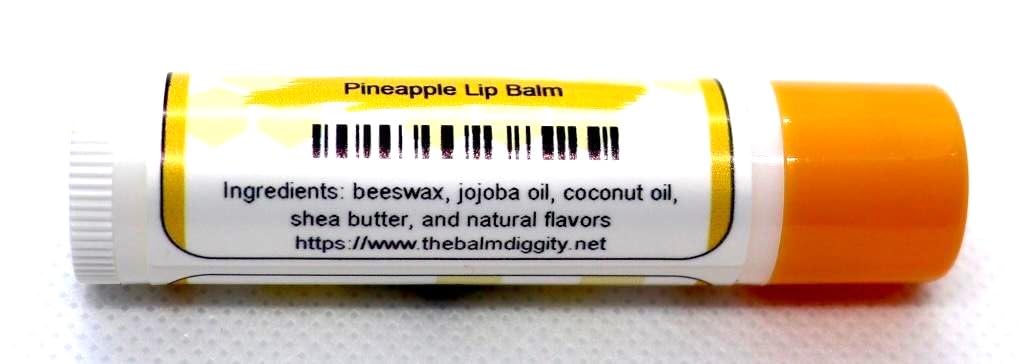 Pineapple Lip Balm
Ingredients: beeswax, jojoba oil, coconut oil,
shea butter, and natural flavors
https://www.thebalmdiggity.net